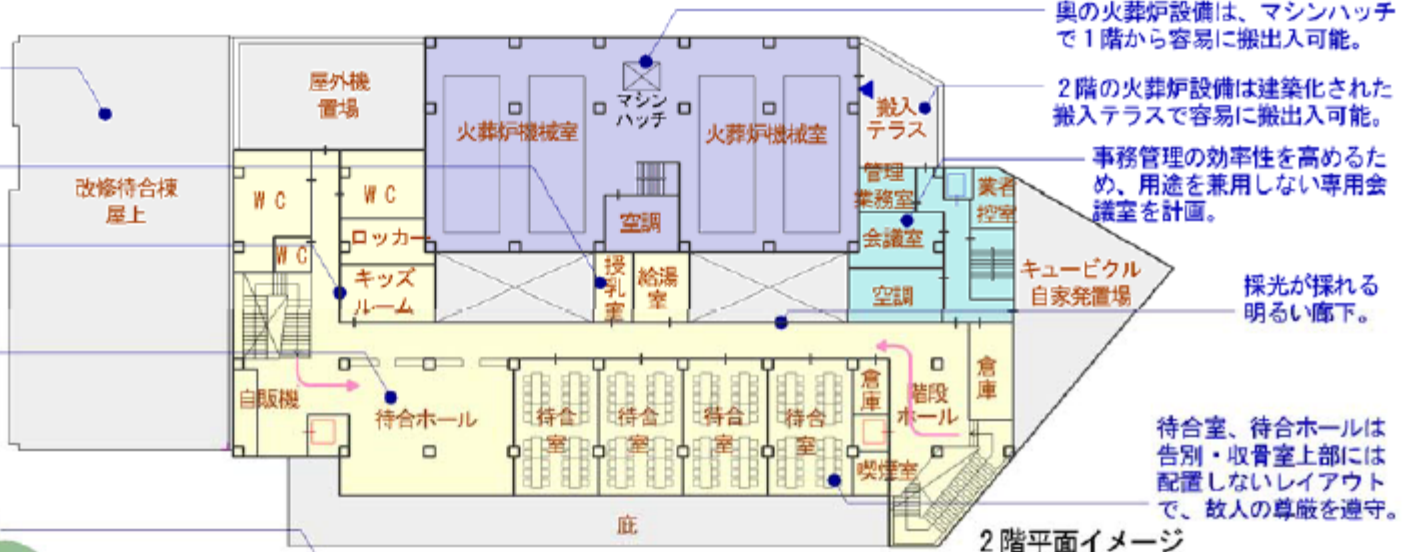 奥の火葬炉設備は、マシンハッチ
で１階から容易に搬出入可能。
２階の火葬炉設備は建築化された
搬入テラスで容易に搬出入可能。
事務管理の効率性を高めるた
め、用途を兼用しない専用会
議室を計画。
採光が採れる
明るい廊下。
待合室、待合ホールは
告別・収骨室上部には
配置しないレイアウト
で、故人の尊厳を遵守。
屋外機
置場
マシン
ハッチ
火葬炉機械室
火葬炉機械室
搬入
テラス
改修待合棟
屋上
ＷＣ
ＷＣ
ＷＣ
ロッカー
キッズ
ルーム
空調
授
乳
室
給湯
室
管理
業務室
会議室
空調
業者
控室
キュービクル
自家発置場
自販機
待合ホール
待合
室
待合
室
待合
室
待合
室
倉
庫
喫煙室
階段
ホール
倉
庫
庇
２階平面イメージ